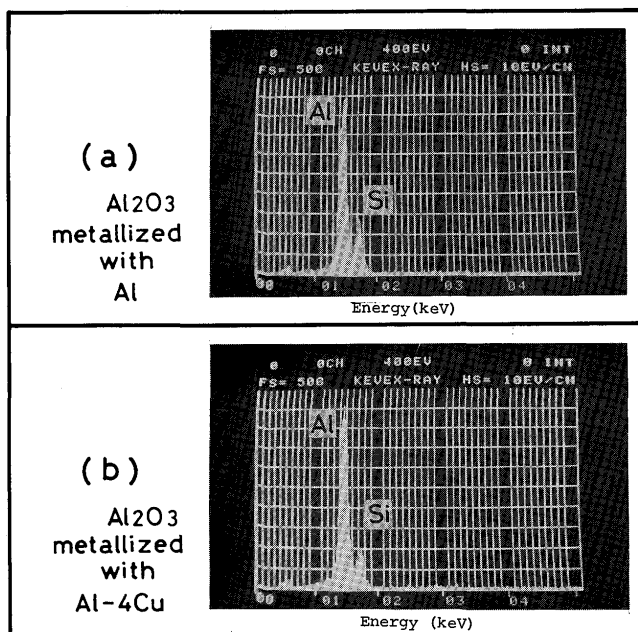 (a)
Al2O3
metallized
with
Al
0 0CH 400EV 0 INT
FS= 500 KEVEX-RAY HS= 10EV/CH
Al
Si
00 01 02 03 04
Energy(keV)
(b)
Al2O3
metallized
with
Al-4Cu
0 0CH 400EV 0 INT
FS= 500 KEVEX-RAY HS= 10EV/CH
Al
Si
00 01 02 03 04
Energy (keV)